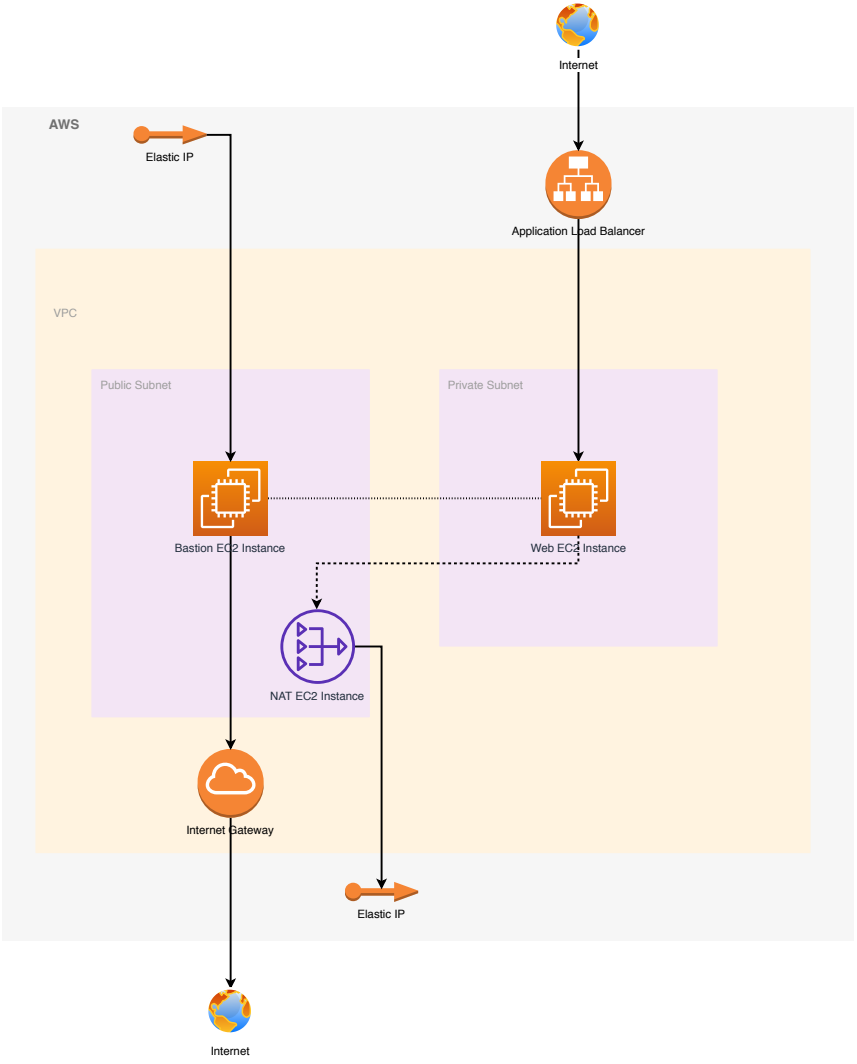 Internet
AWS
Elastic IP
Application Load Balancer
VPC
Public Subnet
Private Subnet
Bastion EC2 Instance
Web EC2 Instance
NAT EC2 Instance
Internet Gateway
Elastic IP
Internet